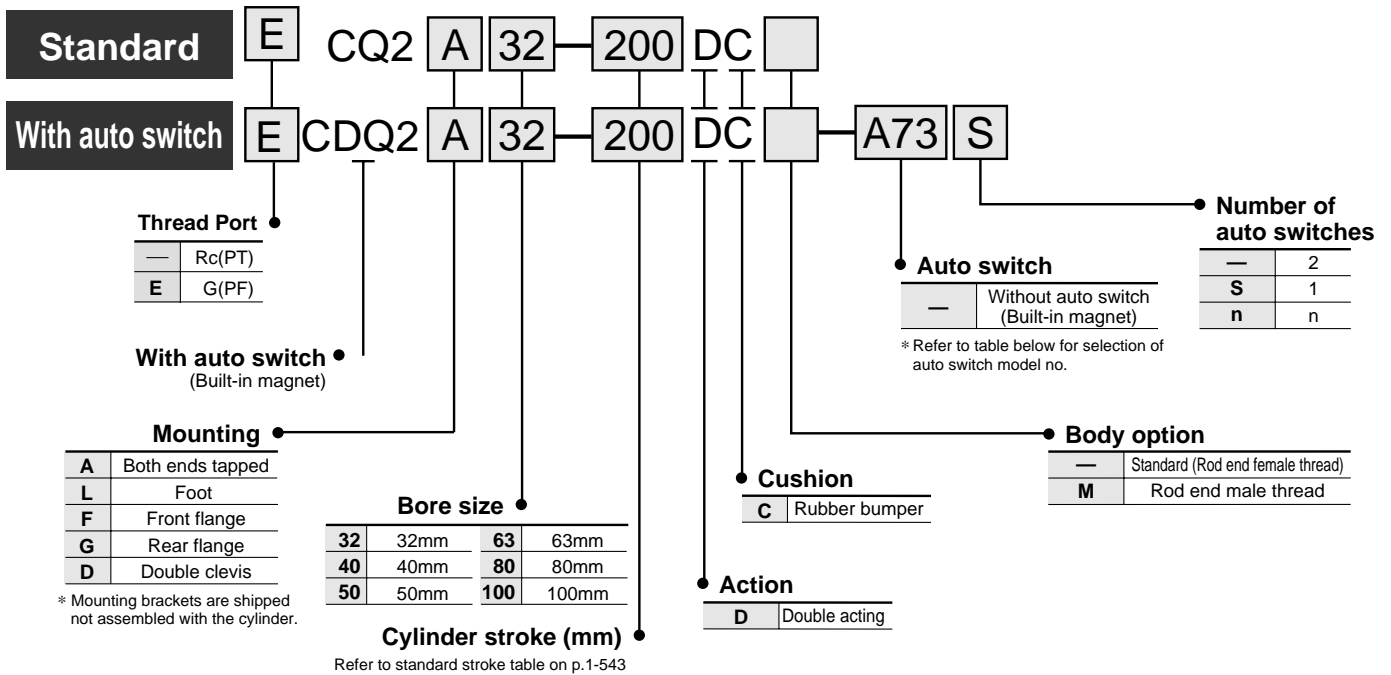 Standard E CQ2 A 32 — 200 DC
With auto switch E CDQ2 A 32 — 200 DC — A73 S
Thread Port
— Rc(PT)
E G(PF)
With auto switch
(Built-in magnet)
Mounting
A Both ends tapped
L Foot
F Front flange
G Rear flange
D Double clevis
* Mounting brackets are shipped
not assembled with the cylinder.
Bore size
32 32mm 63 63mm
40 40mm 80 80mm
50 50mm 100 100mm
Cylinder stroke (mm)
Refer to standard stroke table on p.1-543
Action
D Double acting
Cushion
C Rubber bumper
Body option
— Standard (Rod end female thread)
M Rod end male thread
Auto switch
— Without auto switch
(Built-in magnet)
* Refer to table below for selection of
auto switch model no.
Number of
auto switches
— 2
S 1
n n